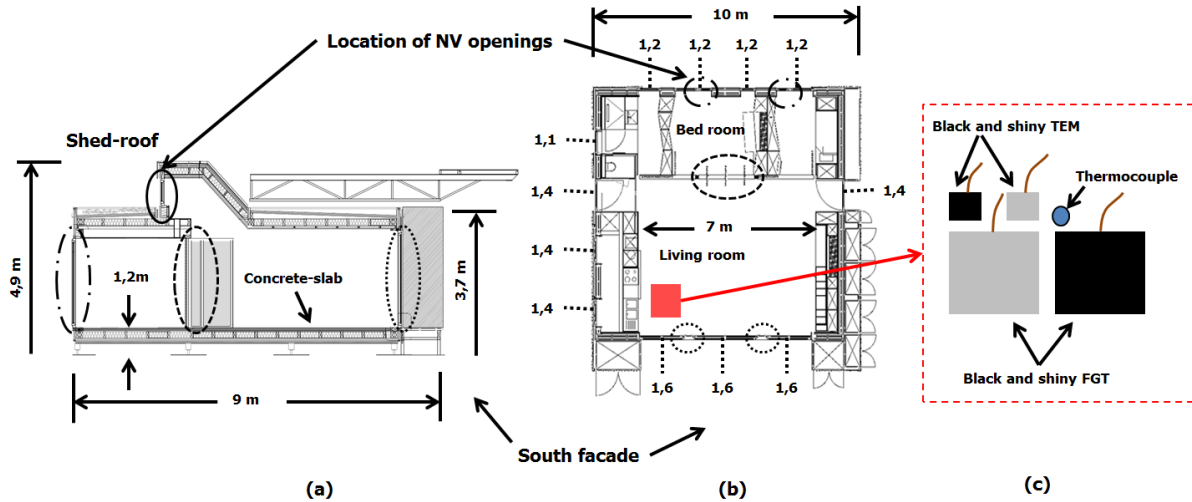 Location of NV openings
Shed-roof
4,9 m
1,2m
Concrete-slab
3,7 m
9 m
South facade
(a)
10 m
1,2
1,2
1,2
1,2
Bed room
1,1
1,4
1,4
7 m
Living room
1,4
1,4
1,6
1,6
1,6
(b)
Black and shiny TEM
Thermocouple
Black and shiny FGT
(c)